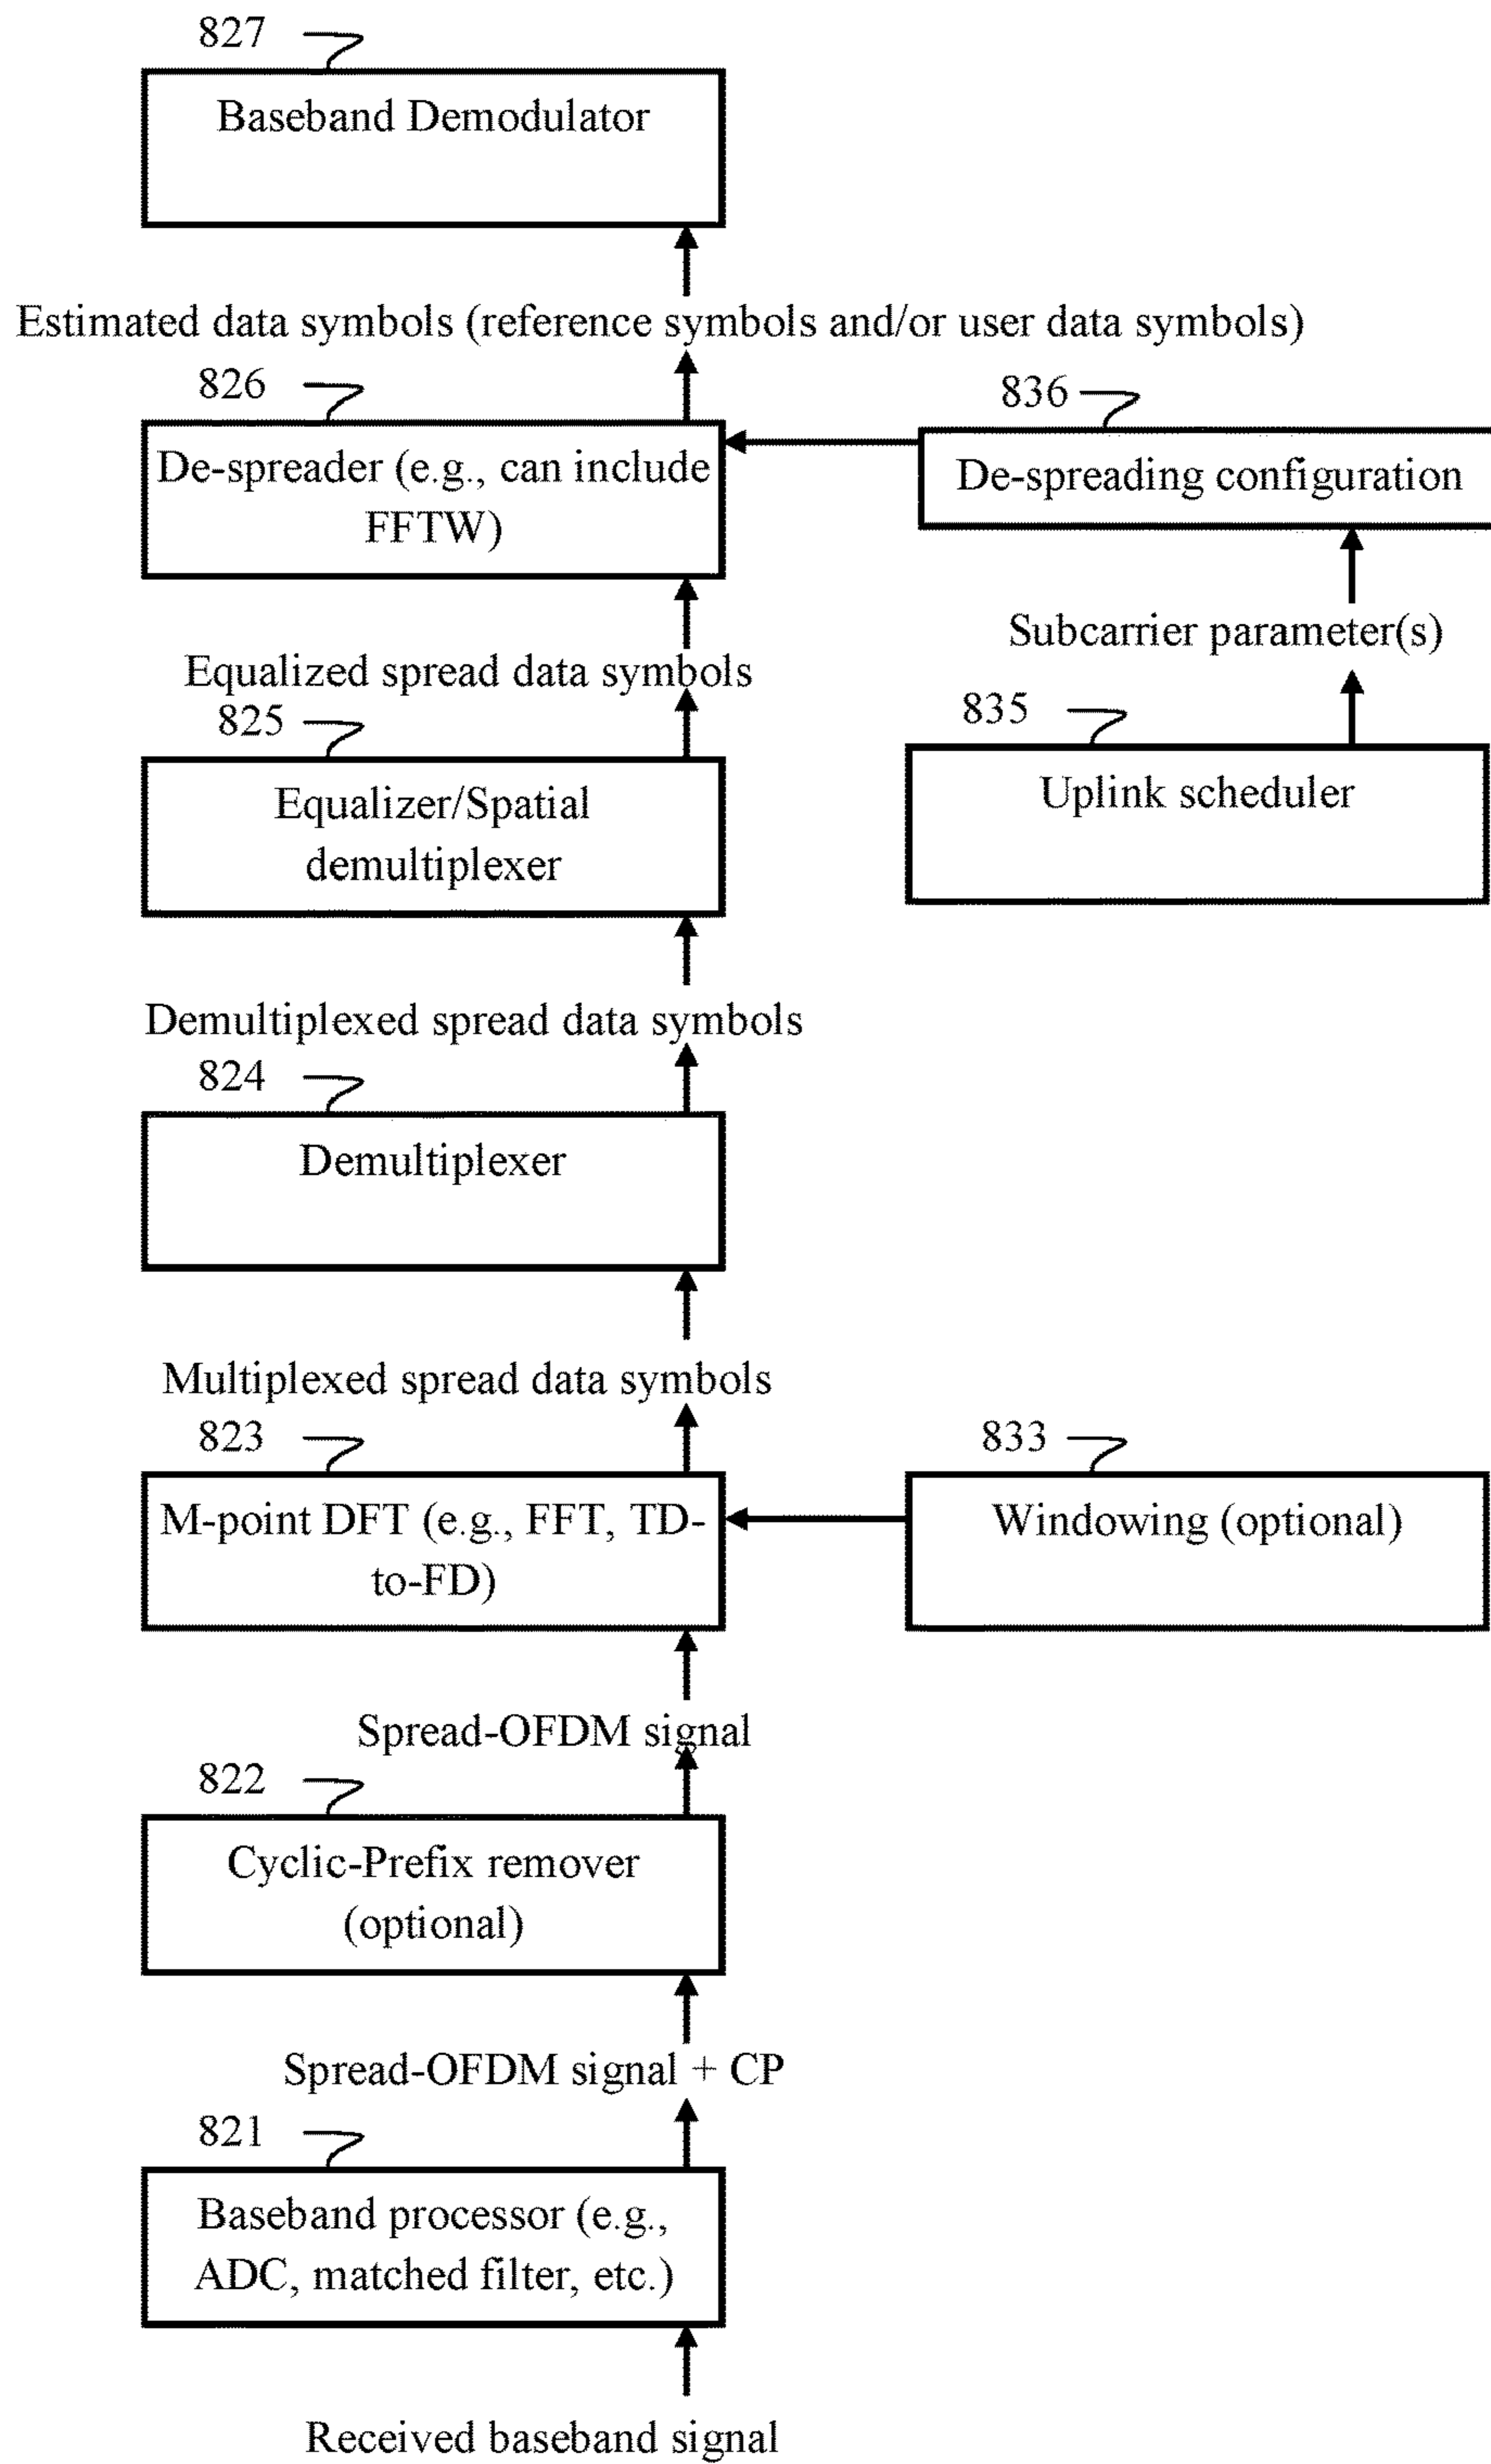 827
Baseband Demodulator
Estimated data symbols (reference symbols and/or user data symbols)
826
836
De-spreader (e.g., can include
FFTW)
De-spreading configuration
Subcarrier parameter(s)
Equalized spread data symbols
825
835
Equalizer/Spatial
demultiplexer
Uplink scheduler
Demultiplexed spread data symbols
824
Demultiplexer
Multiplexed spread data symbols
823
833
M-point DFT (e.g., FFT, TD-
to-FD)
Windowing (optional)
Spread-OFDM signal
822
Cyclic-Prefix remover
(optional)
Spread-OFDM signal + CP
821
Baseband processor (e.g.,
ADC, matched filter, etc.)
Received baseband signal